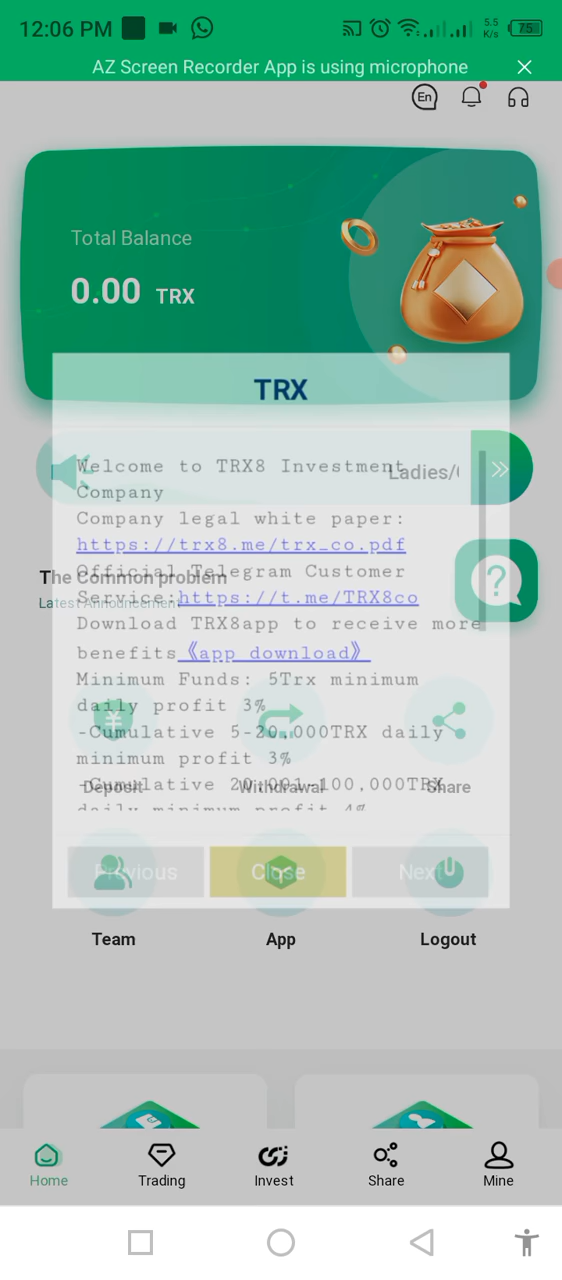 12:06 PM
5.5
K/s
75
AZ Screen Recorder App is using microphone
En
Total Balance
0.00 TRX
TRX
Welcome to TRX8 Investment
Company
Ladies/
Company legal white paper:
https://trx8.me/trx_co.pdf
Official Telegram Customer
The Common problem
Service:https://t.me/TRX8co
Latest Announcement
Download TRX8app to receive more
benefits《app download》
Minimum Funds: 5Trx minimum
daily profit 3%
-Cumulative 5-20,000TRX daily
minimum profit 3%
-Cumulative 20,001-100,000TRX
Deposit
Withdrawal
Share
daily minimum profit 4%
Previous
Close
Next
Team
App
Logout
Home
Trading
Invest
Share
Mine